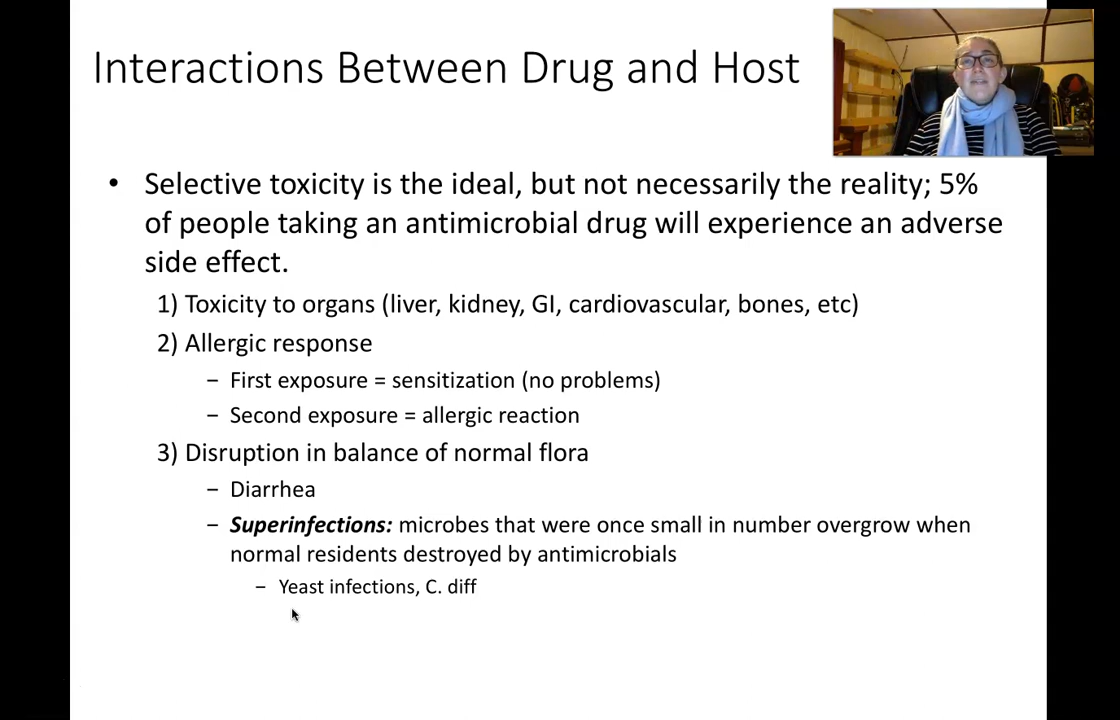 Interactions Between Drug and Host
• Selective toxicity is the ideal, but not necessarily the reality; 5%
of people taking an antimicrobial drug will experience an adverse
side effect.
1) Toxicity to organs (liver, kidney, GI, cardiovascular, bones, etc)
2) Allergic response
– First exposure = sensitization (no problems)
– Second exposure = allergic reaction
3) Disruption in balance of normal flora
– Diarrhea
– Superinfections: microbes that were once small in number overgrow when
normal residents destroyed by antimicrobials
– Yeast infections, C. diff